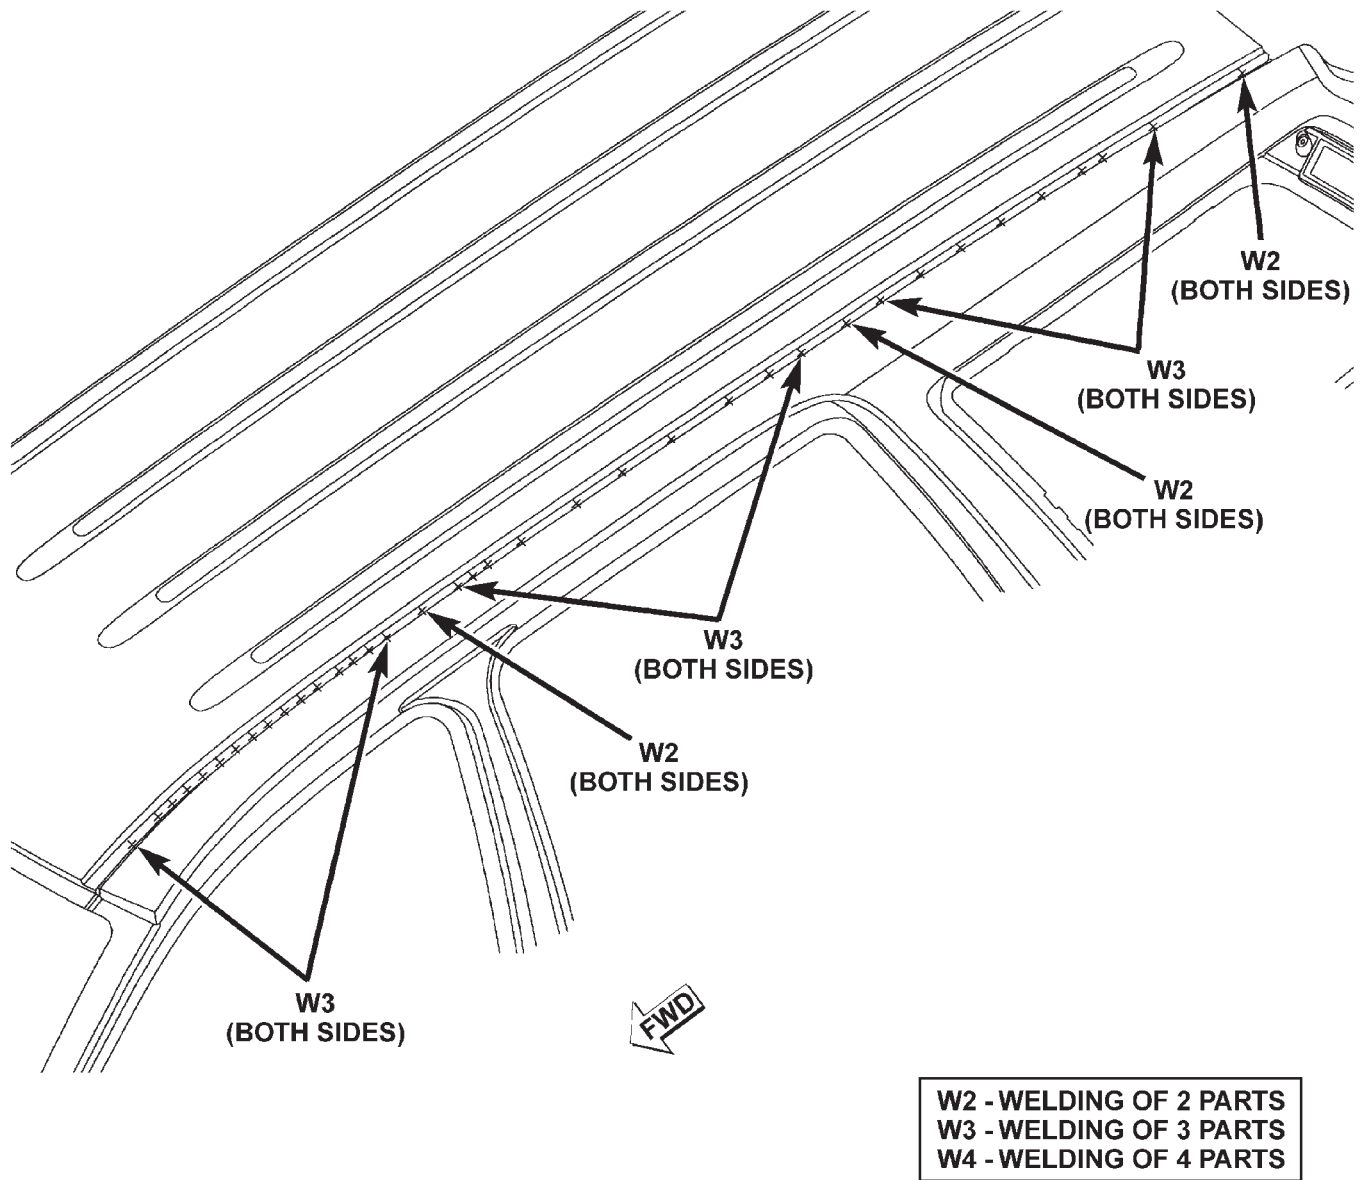 W2
(BOTH SIDES)
W3
(BOTH SIDES)
W2
(BOTH SIDES)
W3
(BOTH SIDES)
W2
(BOTH SIDES)
W3
(BOTH SIDES)
FWD
W2 - WELDING OF 2 PARTS
W3 - WELDING OF 3 PARTS
W4 - WELDING OF 4 PARTS